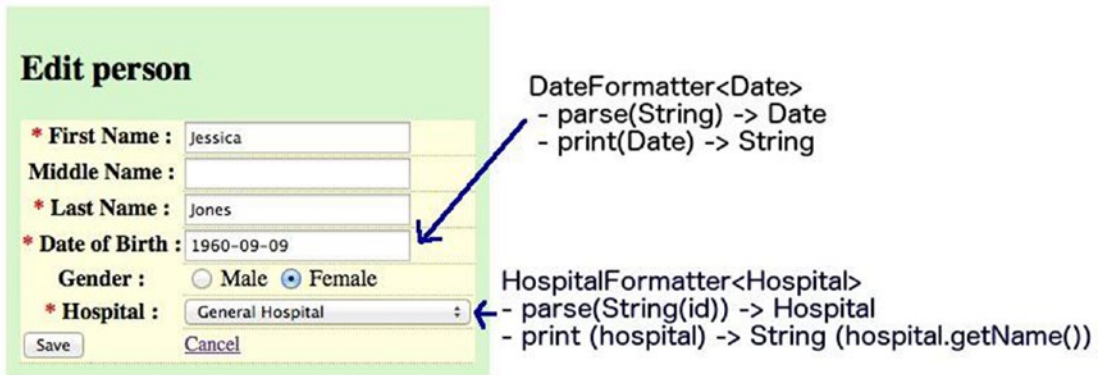 Edit person
* First Name : Jessica
Middle Name :
* Last Name : Jones
* Date of Birth : 1960-09-09
Gender : Male Female
* Hospital : General Hospital
Save Cancel
DateFormatter<Date>
- parse(String) -> Date
- print(Date) -> String
HospitalFormatter<Hospital>
- parse(String(id)) -> Hospital
- print (hospital) -> String (hospital.getName())